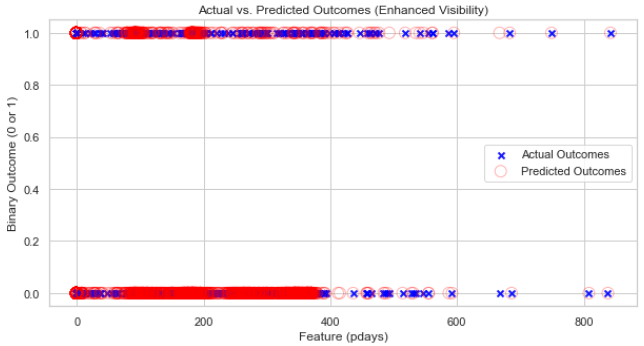 Actual vs. Predicted Outcomes (Enhanced Visibility)
1.0
0.8
0.6
0.4
0.2
0.0
Binary Outcome (0 or 1)
Actual Outcomes
Predicted Outcomes
0 200 400 600 800
Feature (pdays)